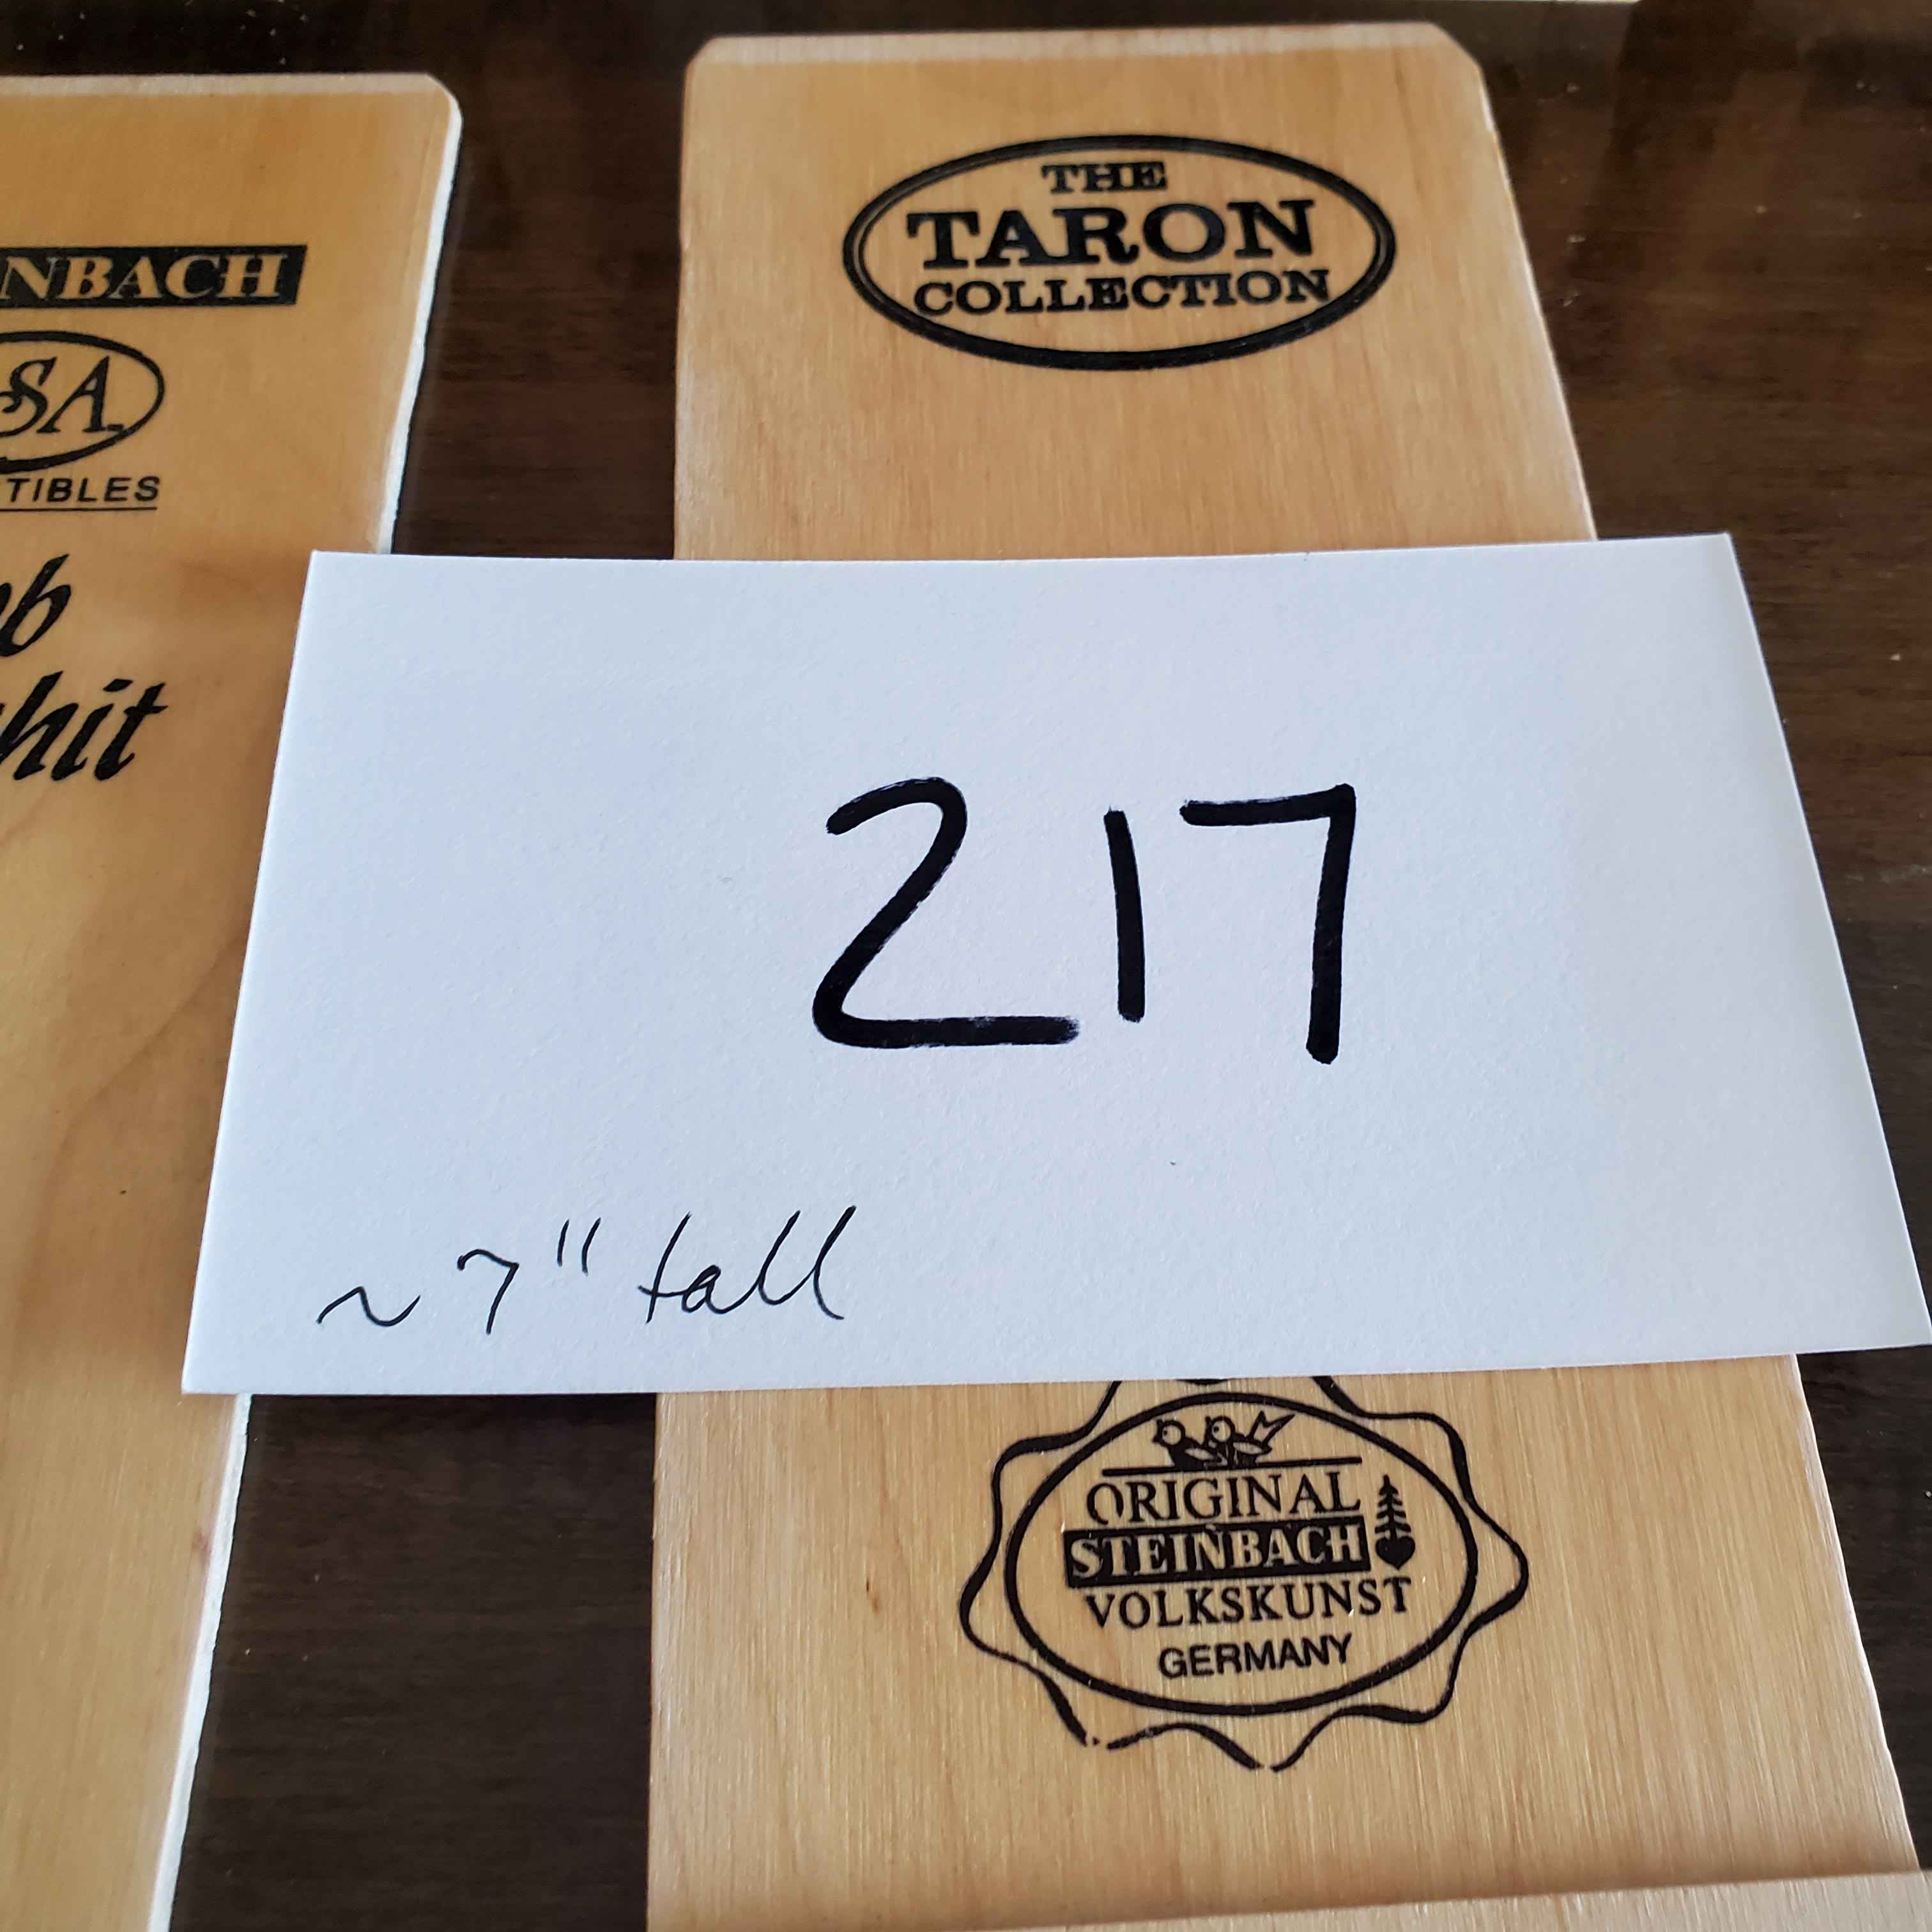 THE
TARON
COLLECTION
NBACH
SA
TIBLES
hit
217
~7" tall
ORIGINAL
STEINBACH
VOLKSKUNST
GERMANY